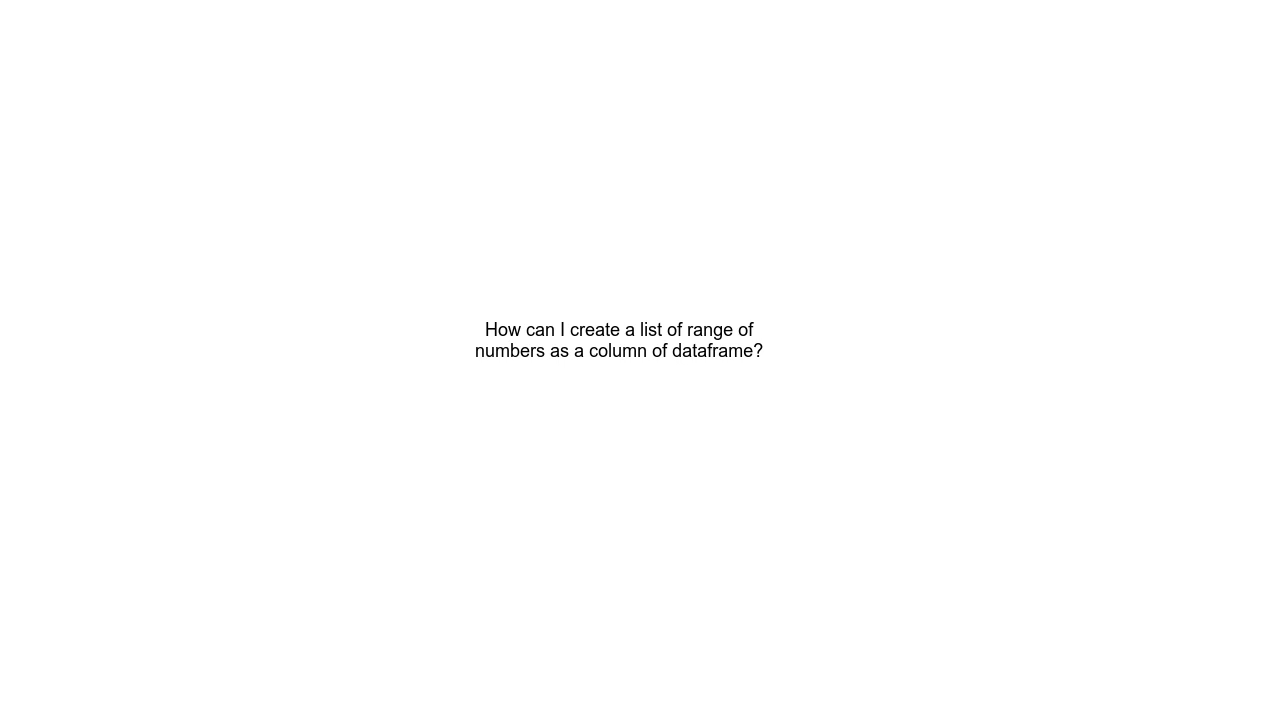 How can I create a list of range of
numbers as a column of dataframe?